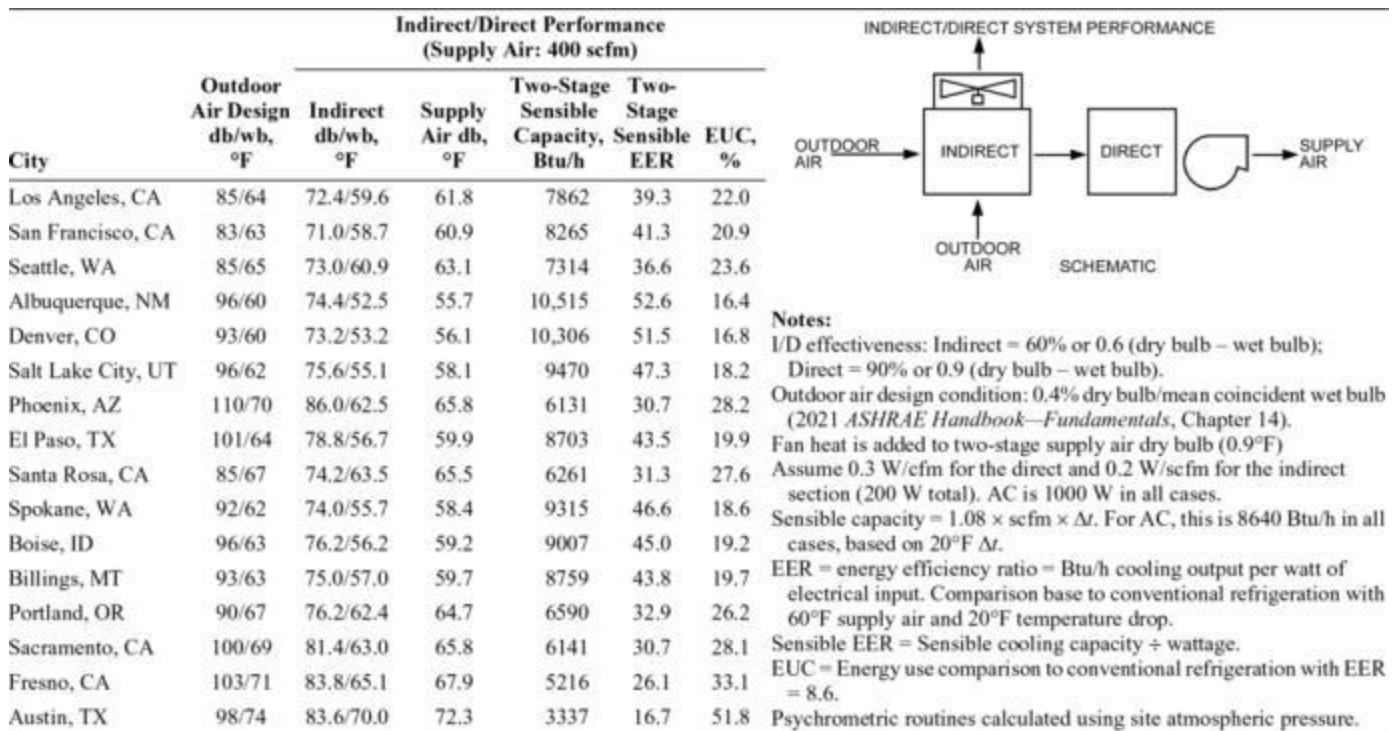 Indirect/Direct Performance
(Supply Air: 400 scfm)
City
Outdoor
Air Design
db/wb,
°F
Indirect
db/wb,
°F
Supply
Air db,
°F
Two-Stage
Sensible
Capacity,
Btu/h
Two-
Stage
Sensible
EER
EUC,
%
Los Angeles, CA 85/64 72.4/59.6 61.8 7862 39.3 22.0
San Francisco, CA 83/63 71.0/58.7 60.9 8265 41.3 20.9
Seattle, WA 85/65 73.0/60.9 63.1 7314 36.6 23.6
Albuquerque, NM 96/60 74.4/52.5 55.7 10,515 52.6 16.4
Denver, CO 93/60 73.2/53.2 56.1 10,306 51.5 16.8
Salt Lake City, UT 96/62 75.6/55.1 58.1 9470 47.3 18.2
Phoenix, AZ 110/70 86.0/62.5 65.8 6131 30.7 28.2
El Paso, TX 101/64 78.8/56.7 59.9 8703 43.5 19.9
Santa Rosa, CA 85/67 74.2/63.5 65.5 6261 31.3 27.6
Spokane, WA 92/62 74.0/55.7 58.4 9315 46.6 18.6
Boise, ID 96/63 76.2/56.2 59.2 9007 45.0 19.2
Billings, MT 93/63 75.0/57.0 59.7 8759 43.8 19.7
Portland, OR 90/67 76.2/62.4 64.7 6590 32.9 26.2
Sacramento, CA 100/69 81.4/63.0 65.8 6141 30.7 28.1
Fresno, CA 103/71 83.8/65.1 67.9 5216 26.1 33.1
Austin, TX 98/74 83.6/70.0 72.3 3337 16.7 51.8
INDIRECT/DIRECT SYSTEM PERFORMANCE
OUTDOOR
AIR
INDIRECT
DIRECT
SUPPLY
AIR
OUTDOOR
AIR
SCHEMATIC
Notes:
I/D effectiveness: Indirect = 60% or 0.6 (dry bulb – wet bulb);
Direct = 90% or 0.9 (dry bulb – wet bulb).
Outdoor air design condition: 0.4% dry bulb/mean coincident wet bulb
(2021 ASHRAE Handbook—Fundamentals, Chapter 14).
Fan heat is added to two-stage supply air dry bulb (0.9°F)
Assume 0.3 W/cfm for the direct and 0.2 W/scfm for the indirect
section (200 W total). AC is 1000 W in all cases.
Sensible capacity = 1.08 × scfm × Δt. For AC, this is 8640 Btu/h in all
cases, based on 20°F Δt.
EER = energy efficiency ratio = Btu/h cooling output per watt of
electrical input. Comparison base to conventional refrigeration with
60°F supply air and 20°F temperature drop.
Sensible EER = Sensible cooling capacity ÷ wattage.
EUC = Energy use comparison to conventional refrigeration with EER
= 8.6.
Psychrometric routines calculated using site atmospheric pressure.